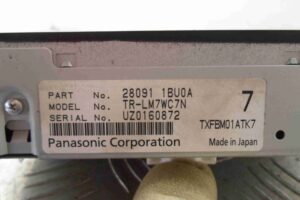 PART No. 28091 1BU0A
MODEL No. TR-LM7WC7N
SERIAL No. UZ0160872
7
TXFBM01ATK7
Panasonic Corporation Made in Japan